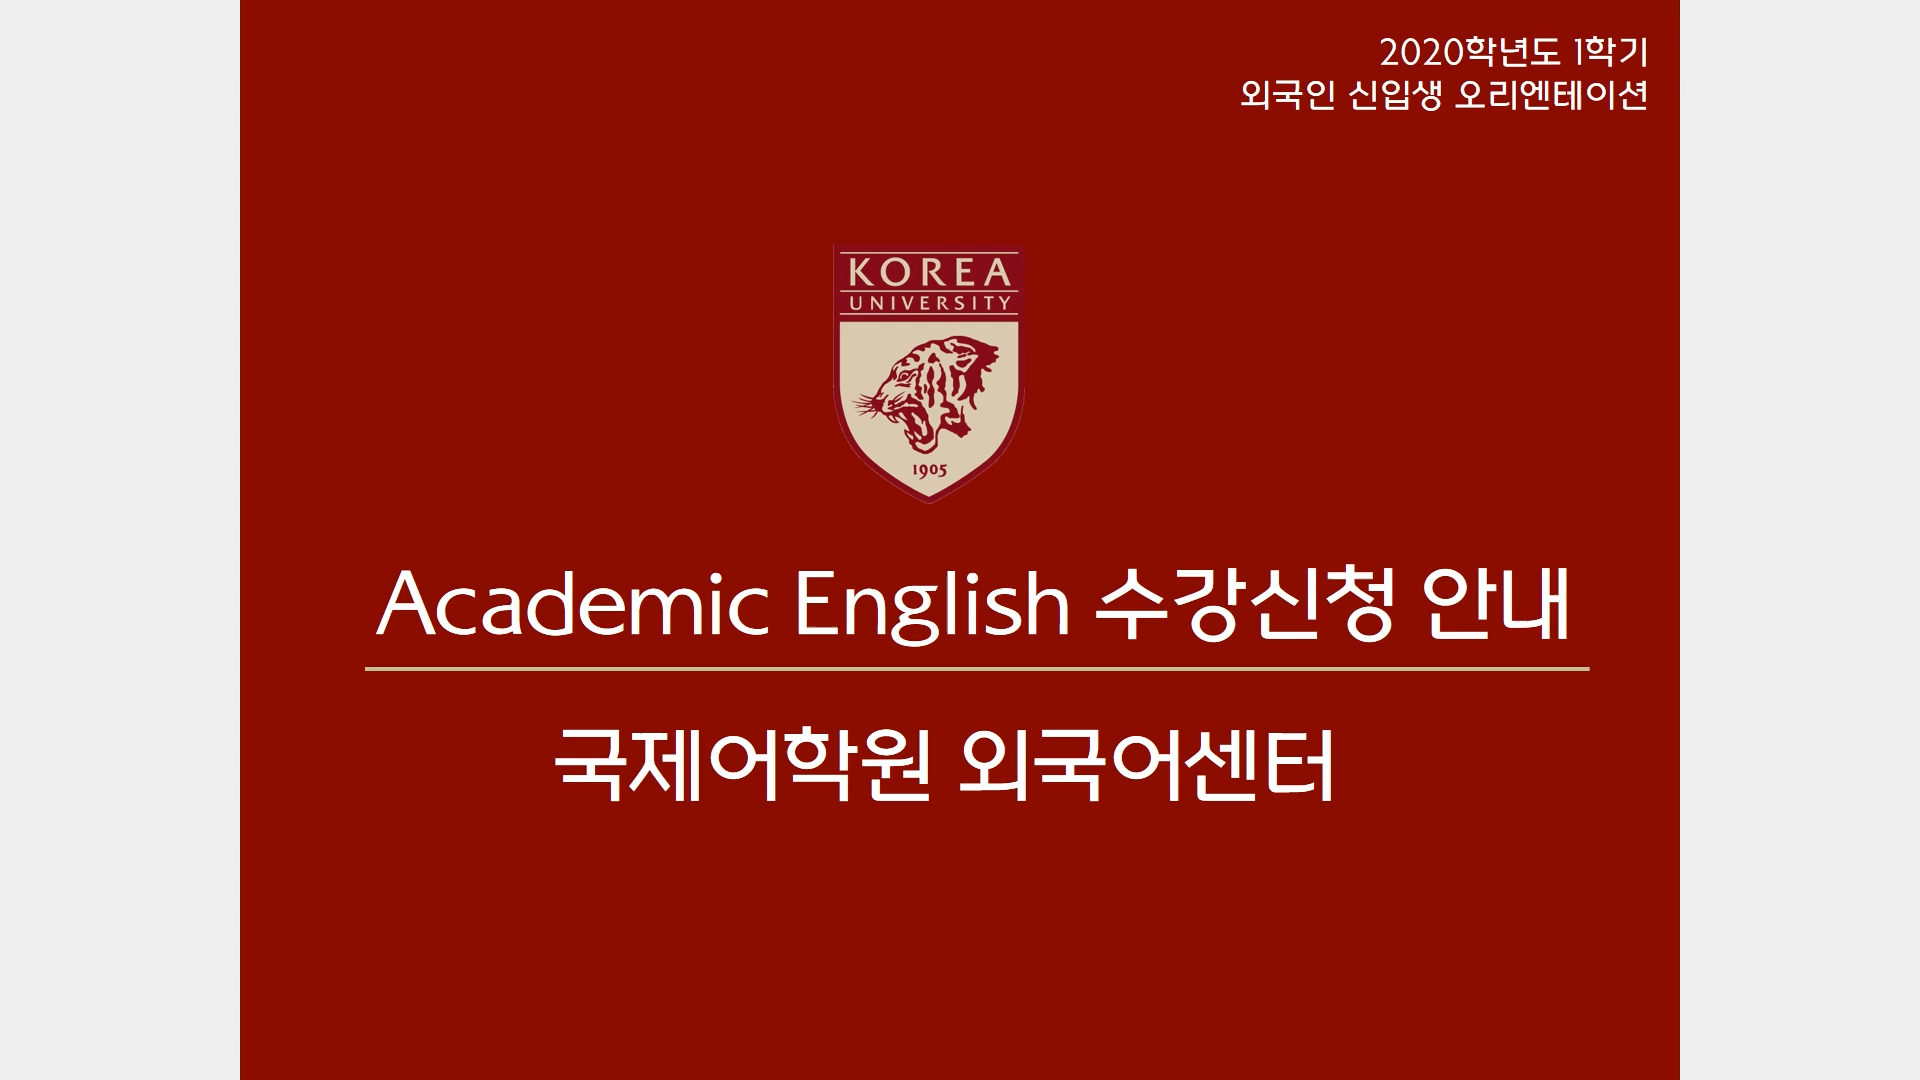 2020학년도 1학기
외국인 신입생 오리엔테이션
KOREA
UNIVERSITY
1905
Academic English 수강신청 안내
국제어학원 외국어센터